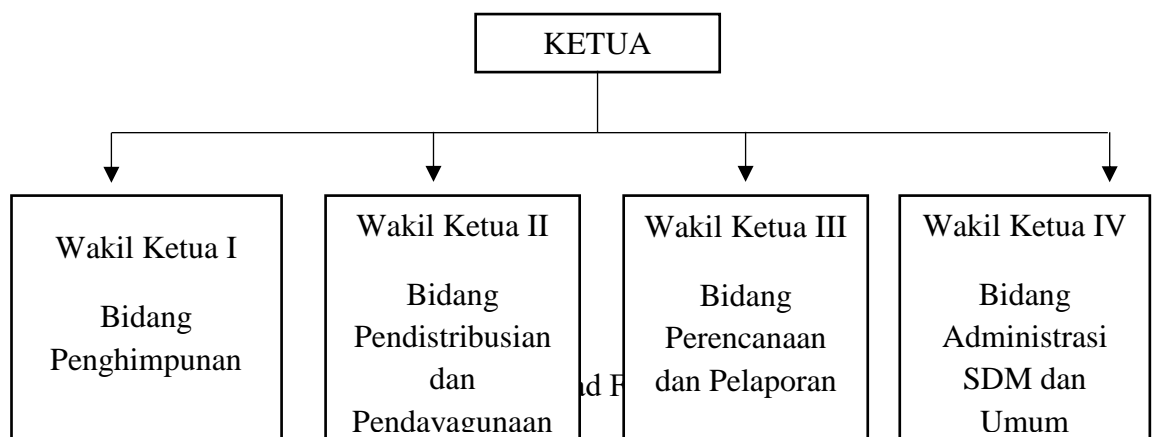 KETUA
Wakil Ketua I
Bidang
Penghimpunan
Wakil Ketua II
Bidang
Pendistribusian
dan
Pendayagunaan
Wakil Ketua III
Bidang
Perencanaan
dan Pelaporan
Wakil Ketua IV
Bidang
Administrasi
SDM dan
Umum